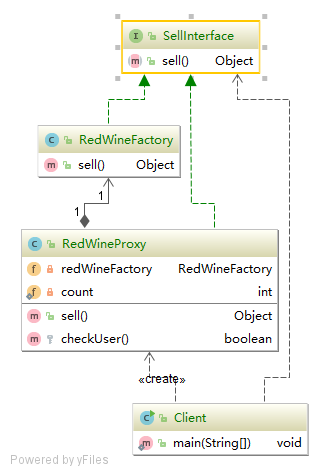 SellInterface
sell() Object
RedWineFactory
sell() Object
1
1
RedWineProxy
redWineFactory RedWineFactory
count int
sell() Object
checkUser() boolean
«create»
Client
main(String[]) void
Powered by yFiles